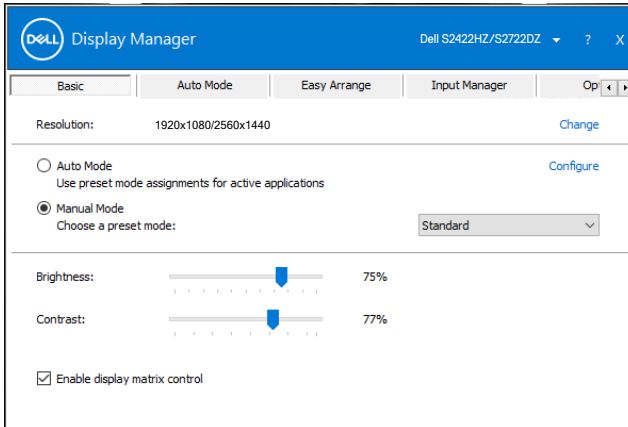 DELL Display Manager
Dell S2422HZ/S2722DZ ? X
Basic Auto Mode Easy Arrange Input Manager Op
Resolution: 1920x1080/2560x1440 Change
Auto Mode Configure
Use preset mode assignments for active applications
Manual Mode
Choose a preset mode: Standard
Brightness: 75%
Contrast: 77%
Enable display matrix control